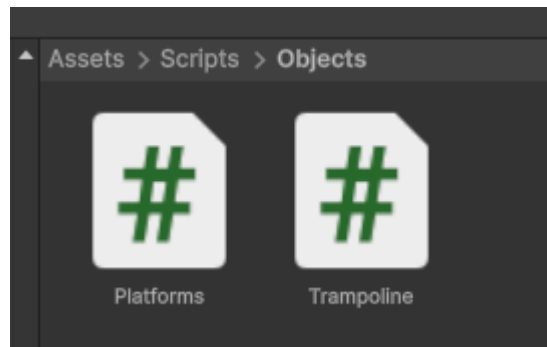 Assets > Scripts > Objects
#
#
Platforms
Trampoline